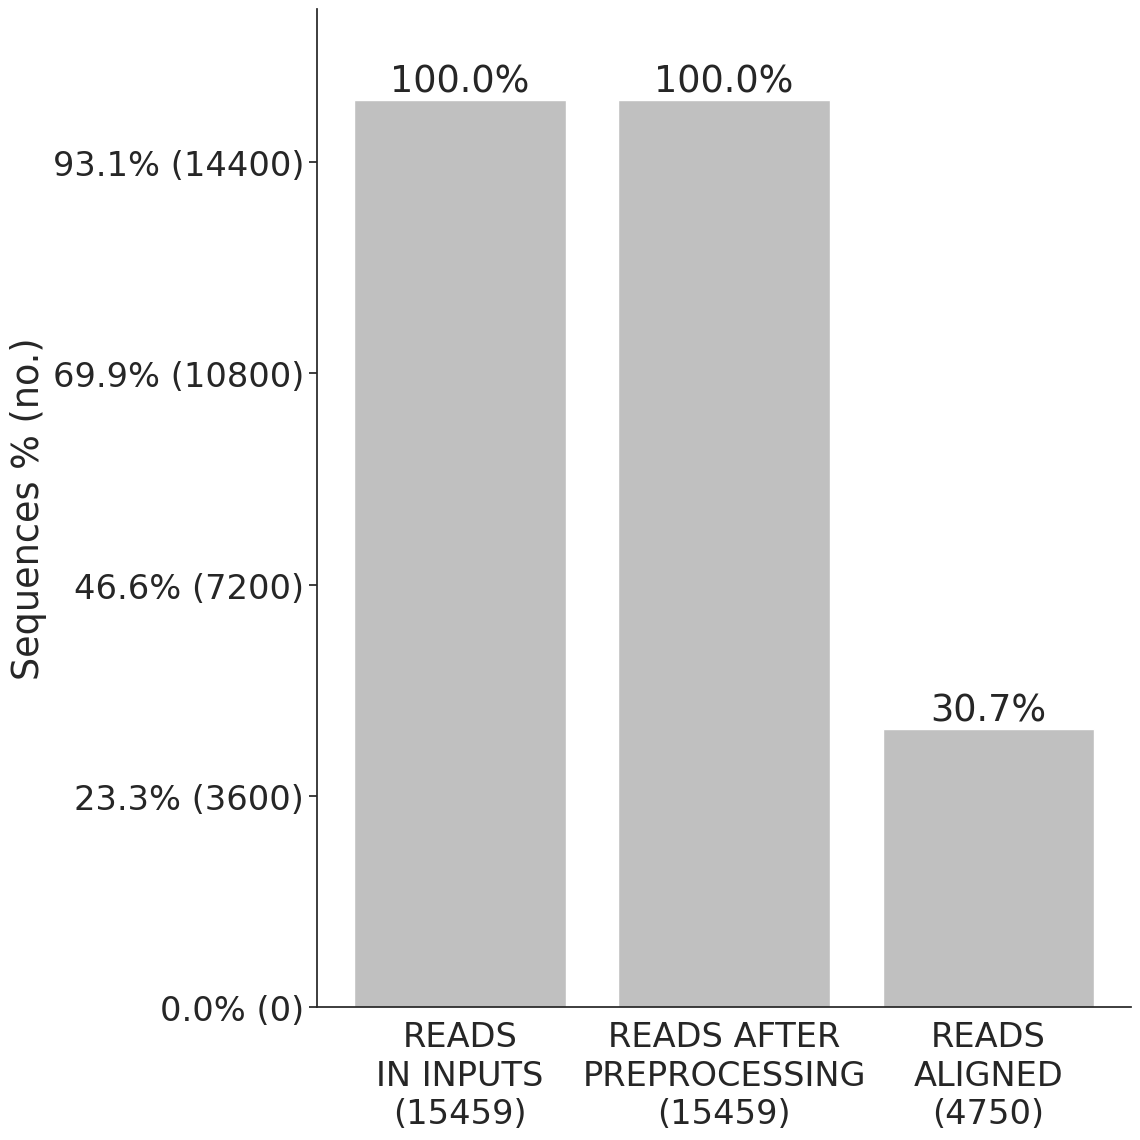 100.0%
100.0%
93.1% (14400)
69.9% (10800)
Sequences % (no.)
46.6% (7200)
30.7%
23.3% (3600)
0.0% (0)
READS
IN INPUTS
(15459)
READS AFTER
PREPROCESSING
(15459)
READS
ALIGNED
(4750)